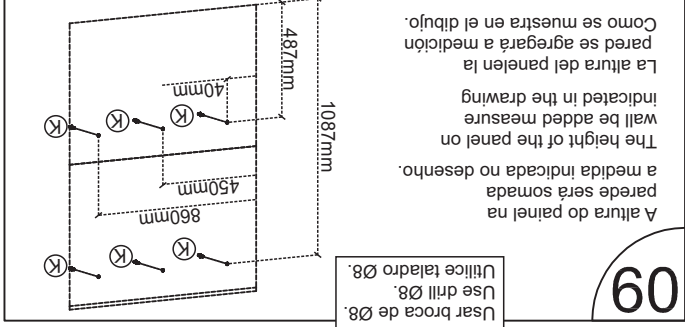 09
A altura do painel na
parede será somada
a medida indicada no desenho.
The height of the panel on
wall be added measure
indicated in the drawing
La altura del panelen la
pared se agregará a medición
Como se muestra en el dibujo.
Usar broca de Ø8.
Use drill Ø8.
Utilice taladro Ø8.
K
K
K
860mm
450mm
1087mm
K
K
K
40mm
487mm